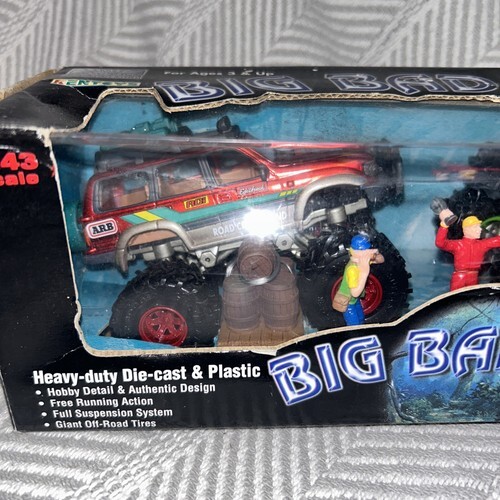 KENTOYS
For Ages 3 & Up
BIG BAD
43
scale
ARB
ROAD
Heavy-duty Die-cast & Plastic
• Hobby Detail & Authentic Design
• Free Running Action
• Full Suspension System
• Giant Off-Road Tires
BIG BA